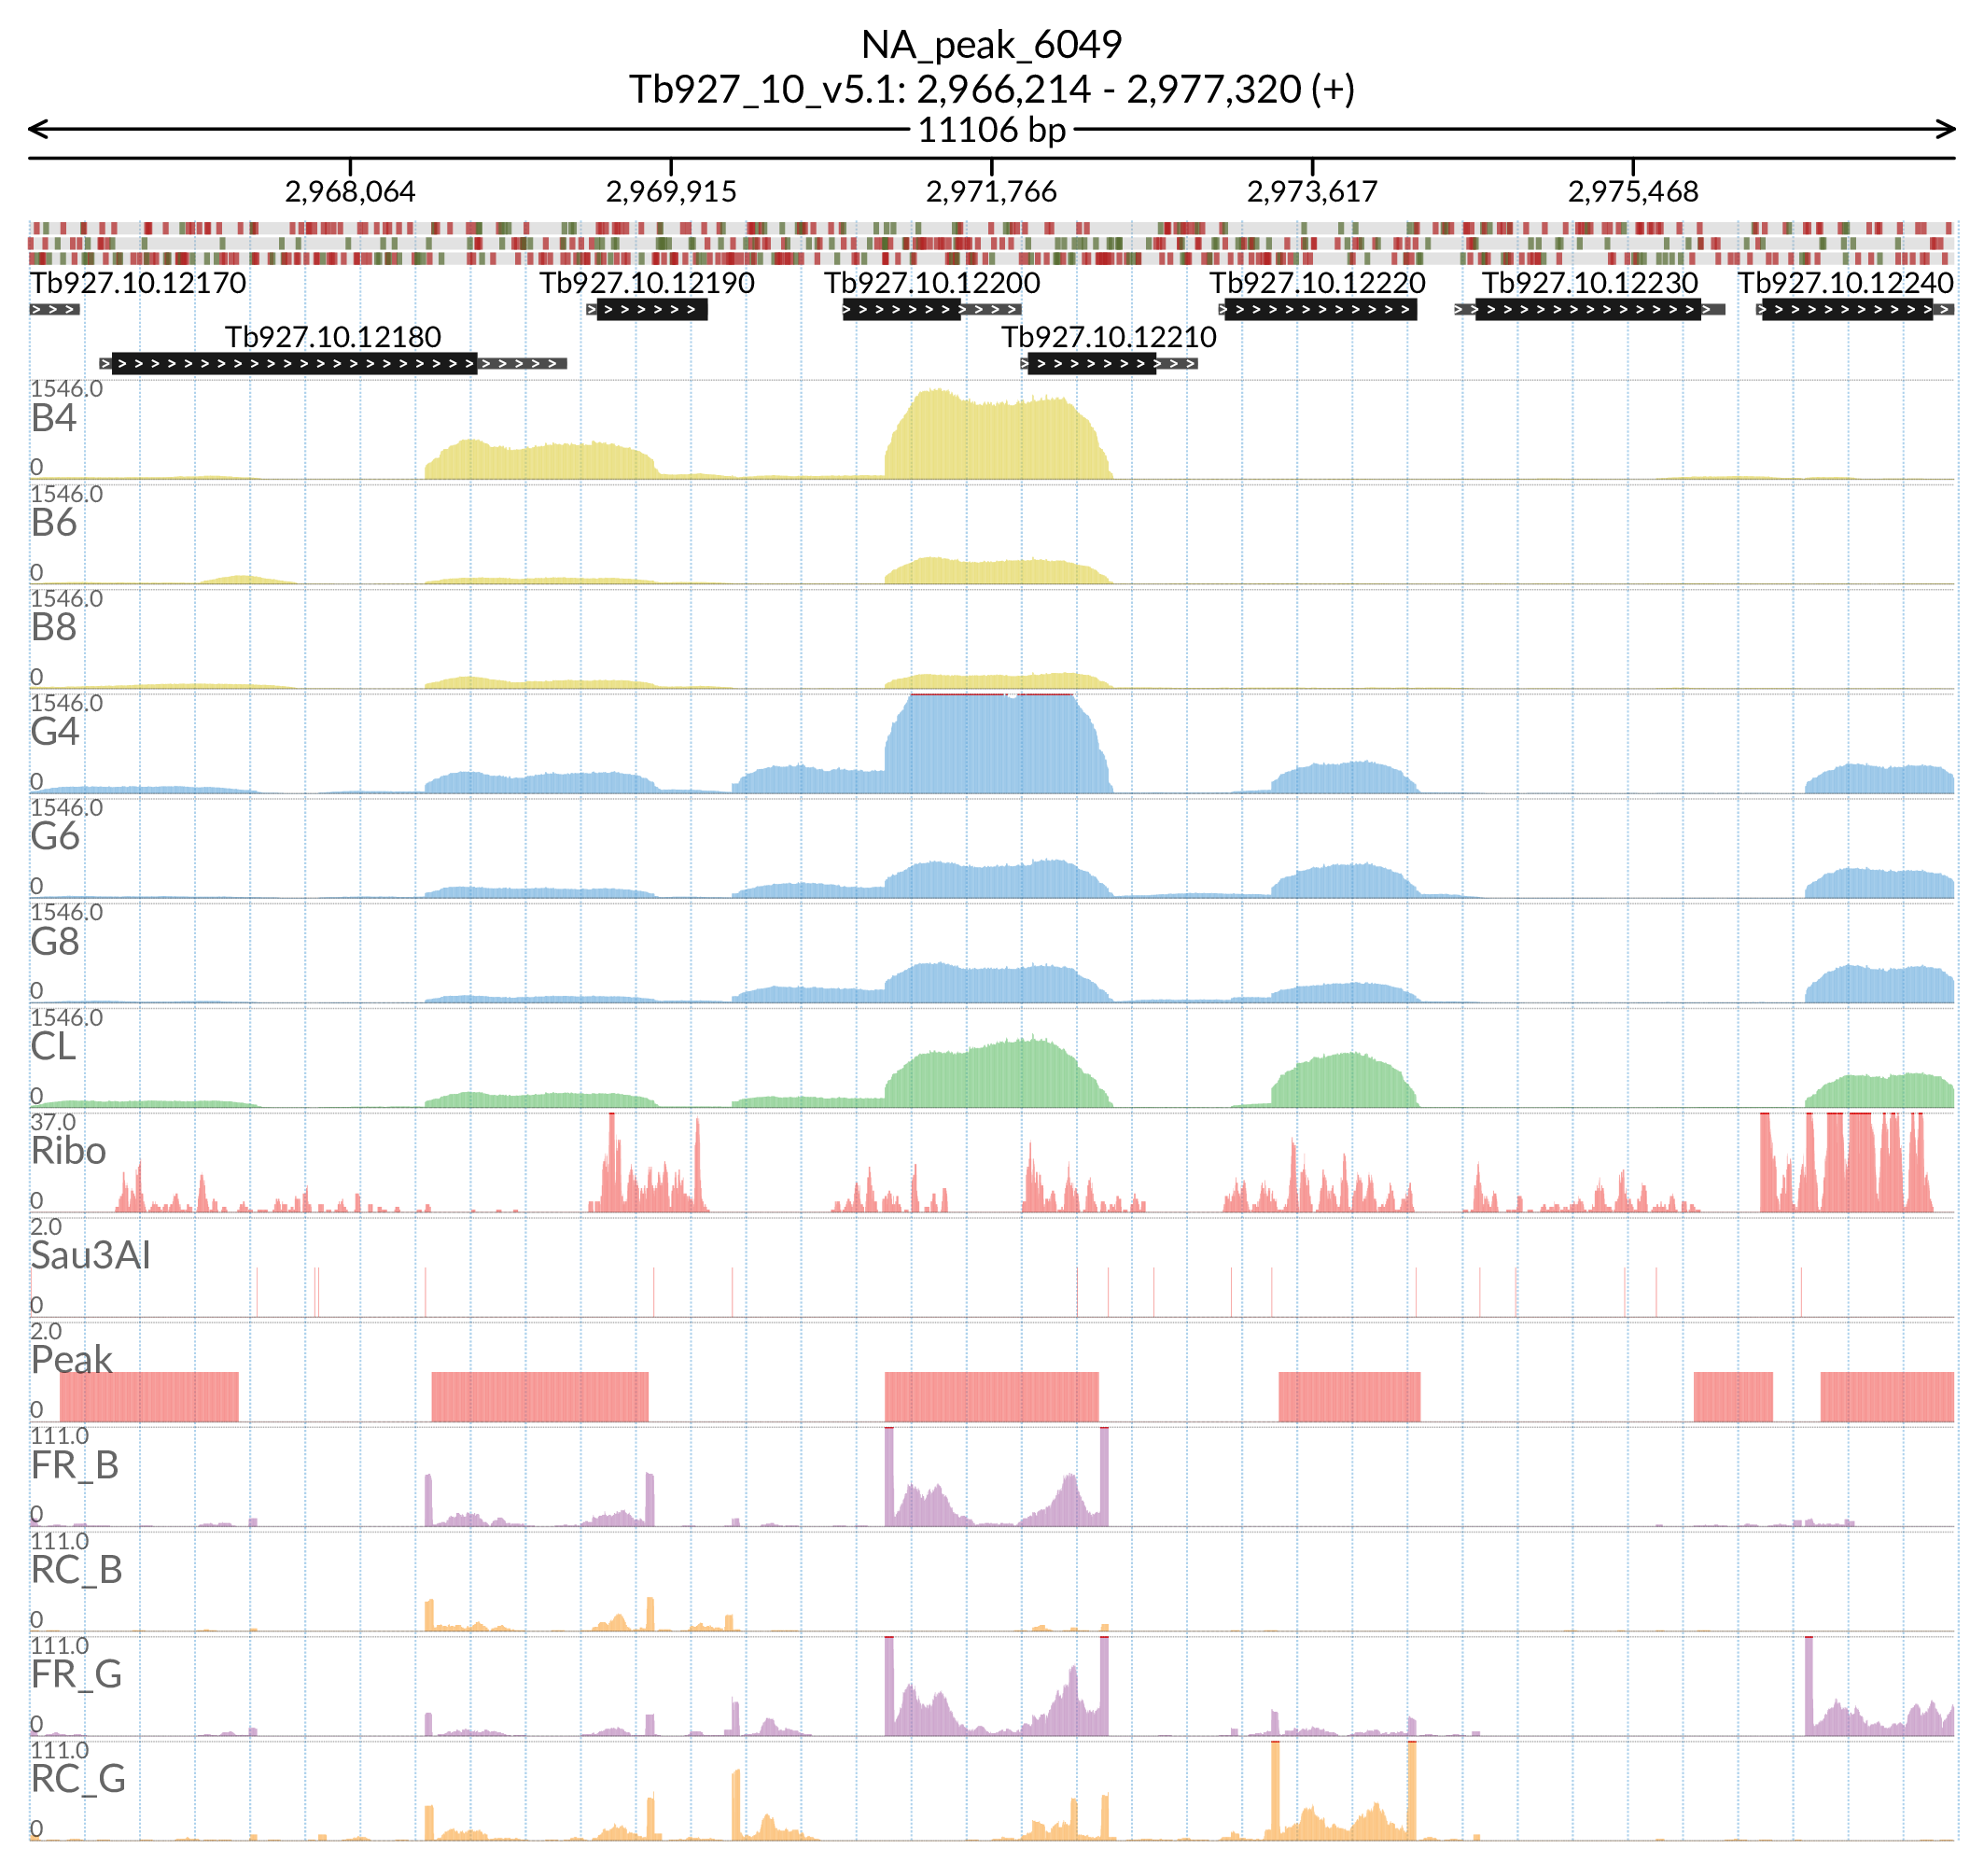 NA_peak_6049
Tb927_10_v5.1: 2,966,214 - 2,977,320 (+)
11106 bp
2,968,064 2,969,915 2,971,766 2,973,617 2,975,468
Tb927.10.12170 Tb927.10.12190 Tb927.10.12200 Tb927.10.12220 Tb927.10.12230 Tb927.10.12240
Tb927.10.12180 Tb927.10.12210
1546.0
B4
0
1546.0
B6
0
1546.0
B8
0
1546.0
G4
0
1546.0
G6
0
1546.0
G8
0
1546.0
CL
0
37.0
Ribo
0
2.0
Sau3AI
0
2.0
Peak
0
111.0
FR_B
0
111.0
RC_B
0
111.0
FR_G
0
111.0
RC_G
0